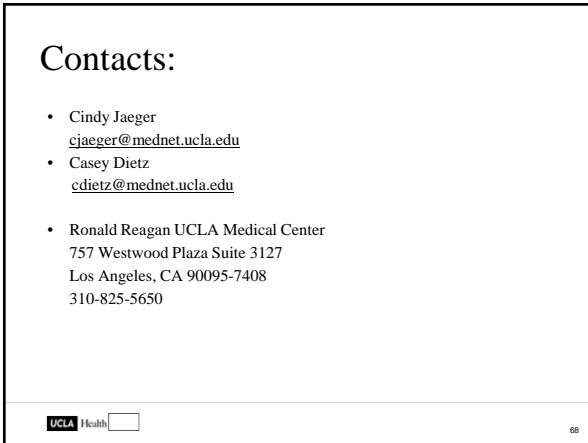 Contacts:
• Cindy Jaeger
cjaeger@mednet.ucla.edu
• Casey Dietz
cdietz@mednet.ucla.edu
• Ronald Reagan UCLA Medical Center
757 Westwood Plaza Suite 3127
Los Angeles, CA 90095-7408
310-825-5650
UCLA Health
68